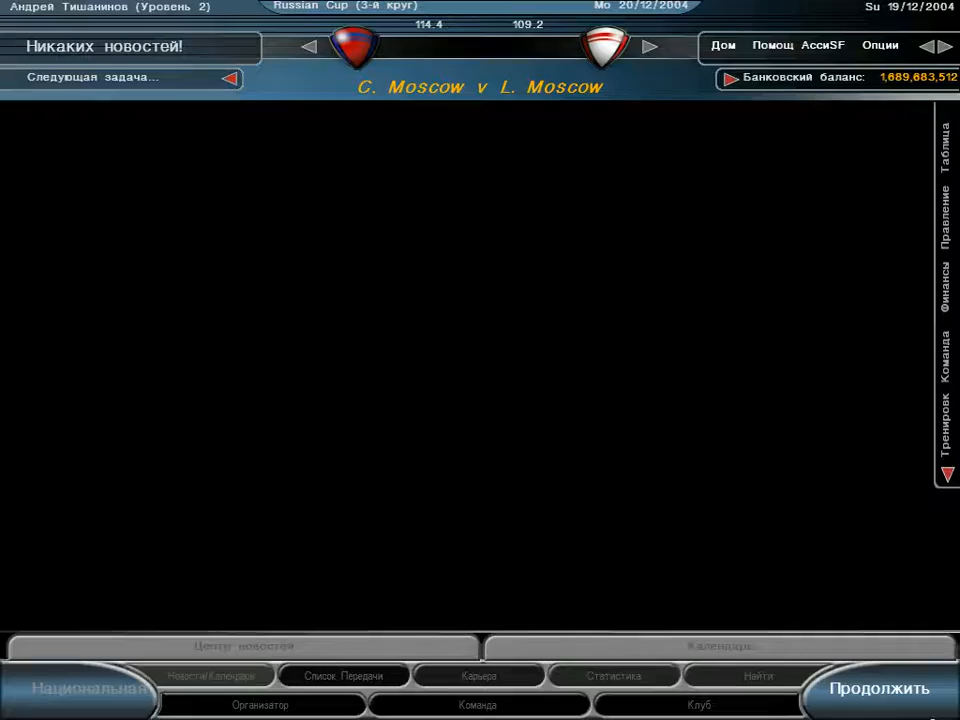 Андрей Тишанинов (Уровень 2)
Russian Cup (3-й круг)
Mo 20/12/2004
Su 19/12/2004
114.4
109.2
Никаких новостей!
Дом Помощ АссиSF Опции
Следующая задача...
C. Moscow v L. Moscow
Банковский баланс: 1,689,683,512
Таблица
Правление
Финансы
Команда
Тренировк
Центр новостей
Календарь
Новости/Календарь
Список Передачи
Карьера
Статистика
Найти
Национальная
Продолжить
Организатор
Команда
Клуб